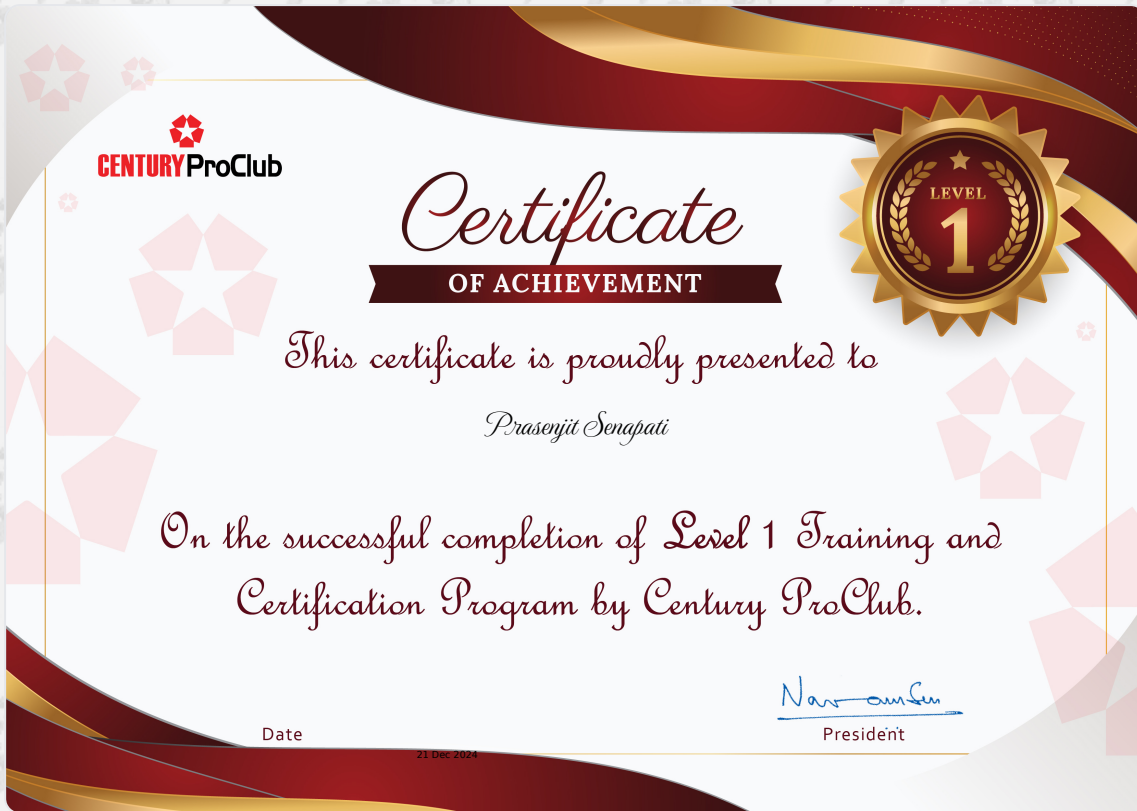 CENTURY ProClub
LEVEL
1
Certificate
OF ACHIEVEMENT
This certificate is proudly presented to
Prasenjit Senapati
On the successful completion of Level 1 Training and
Certification Program by Century ProClub.
Date
President
21 Dec 2024